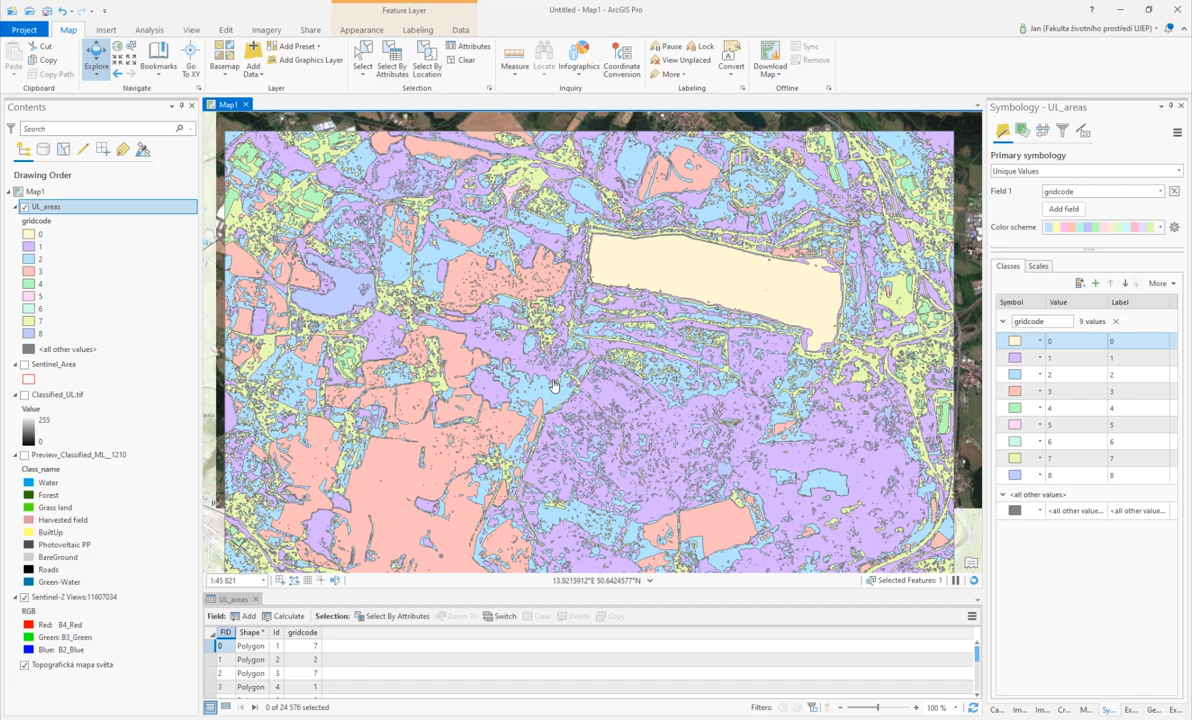 Feature Layer
Untitled - Map1 - ArcGIS Pro
?
Project Map Insert Analysis View Edit Imagery Share Appearance Labeling Data
Jan (Fakulta životního prostředí UJEP)
Paste
Cut
Copy
Copy Path
Clipboard
Explore
Bookmarks
Go To XY
Navigate
Basemap
Add Data
Add Preset
Add Graphics Layer
Layer
Select
Select By Attributes
Select By Location
Attributes
Clear
Selection
Measure
Locate
Infographics
Coordinate Conversion
Inquiry
Pause Lock
View Unplaced
More
Convert
Labeling
Download Map
Sync
Remove
Offline
Contents
Search
Drawing Order
Map1
UL_areas
gridcode
0
1
2
3
4
5
6
7
8
<all other values>
Sentinel_Area
Classified_UL.tif
Value
255
0
Preview_Classified_ML__1210
Class_name
Water
Forest
Grass land
Harvested field
BuiltUp
Photovoltaic PP
BareGround
Roads
Green-Water
Sentinel-2 Views:11607034
RGB
Red: B4_Red
Green: B3_Green
Blue: B2_Blue
Topografická mapa světa
Map1
1:45 821
13.9215912°E 50.6424577°N
Selected Features: 1
UL_areas
Field: Add Calculate Selection: Select By Attributes Zoom To Switch Clear Delete Copy
FID Shape * Id gridcode
0 Polygon 1 7
1 Polygon 2 2
2 Polygon 3 7
3 Polygon 4 1
0 of 24 576 selected
Filters:
100 %
Symbology - UL_areas
Primary symbology
Unique Values
Field 1 gridcode
Add field
Color scheme
Classes Scales
More
Symbol Value Label
gridcode 9 values
0 0
1 1
2 2
3 3
4 4
5 5
6 6
7 7
8 8
<all other values>
<all other value... <all other value...
Ca... Im... Im... Cr... M... Sy... Ex... Ge... Ex...